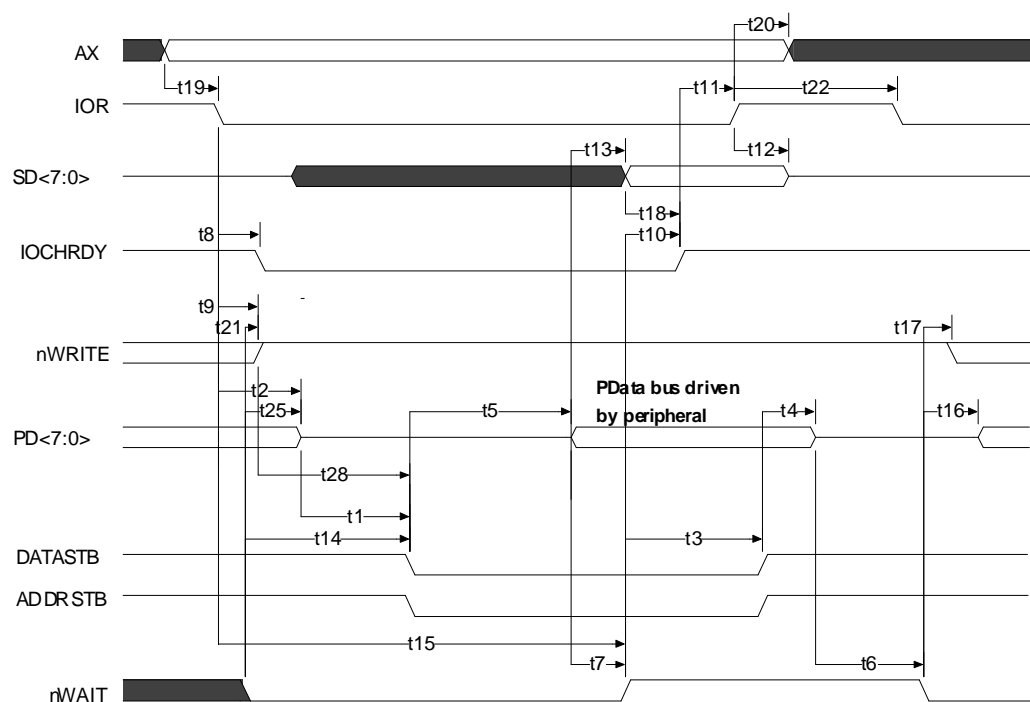 t20
AX
t19
t11
t22
IOR
t13
t12
SD<7:0>
t18
t8
t10
IOCHRDY
t9
t21
t17
nWRITE
t2
PData bus driven
t25
t5
t4
t16
by peripheral
PD<7:0>
t28
t1
t14
t3
DATASTB
ADDRSTB
t15
t7
t6
nWAIT